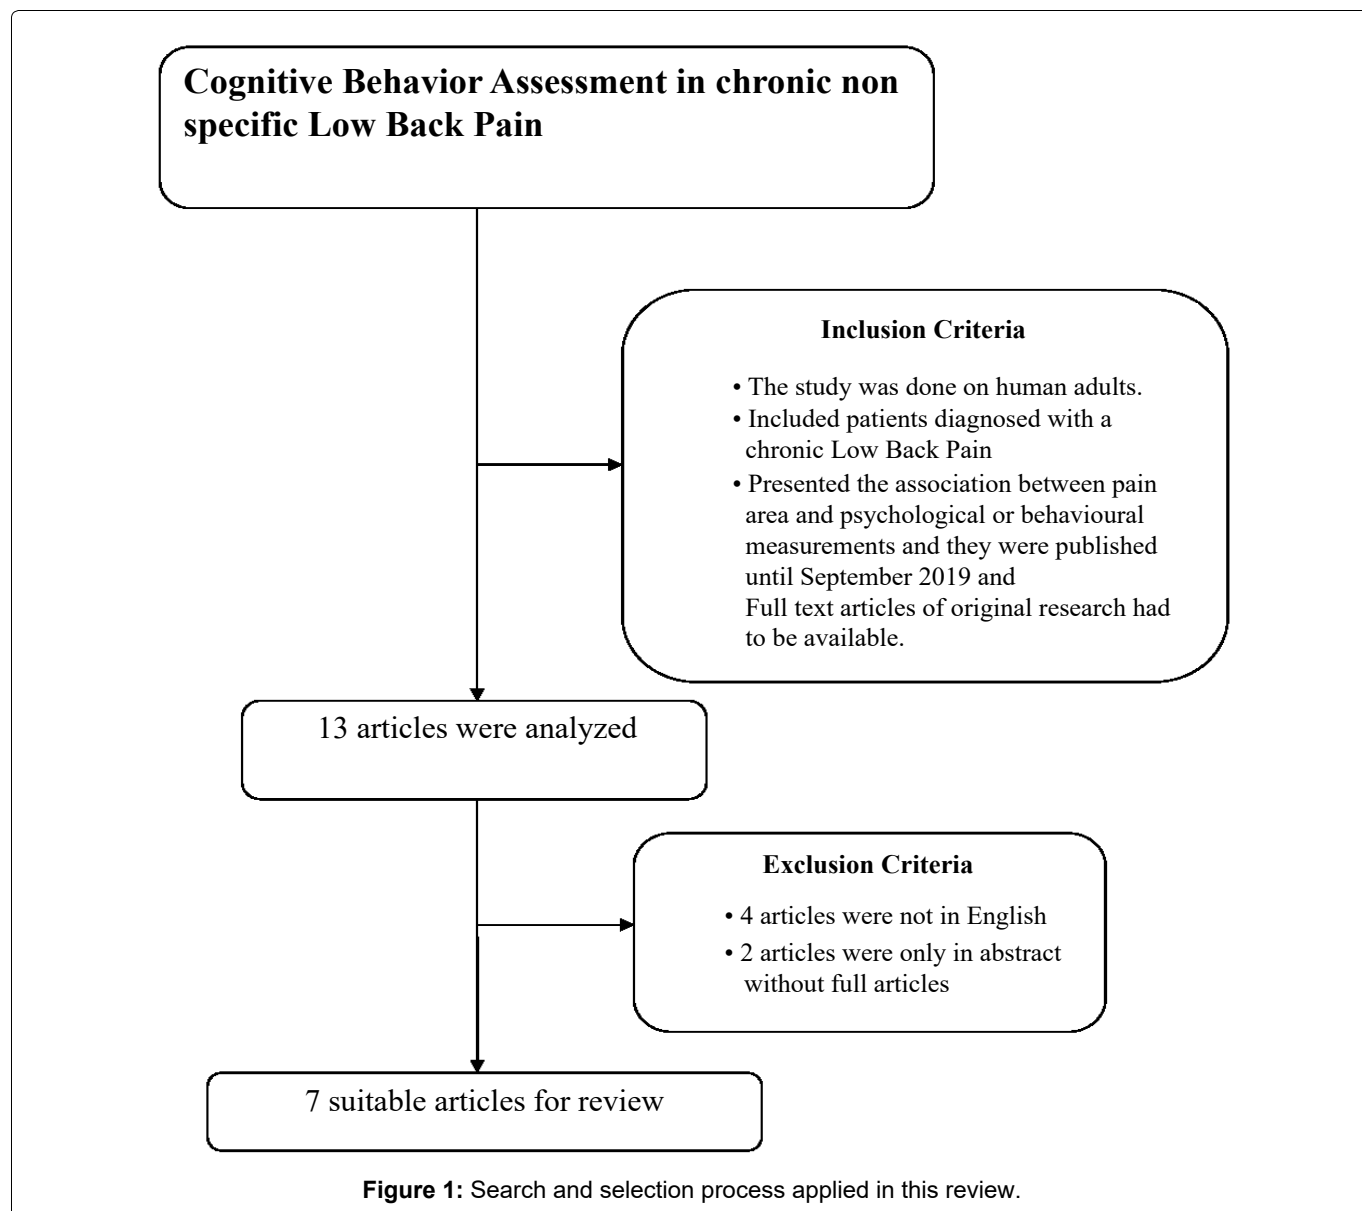 Cognitive Behavior Assessment in chronic non
specific Low Back Pain
Inclusion Criteria
• The study was done on human adults.
• Included patients diagnosed with a
chronic Low Back Pain
• Presented the association between pain
area and psychological or behavioural
measurements and they were published
until September 2019 and
Full text articles of original research had
to be available.
13 articles were analyzed
Exclusion Criteria
• 4 articles were not in English
• 2 articles were only in abstract
without full articles
7 suitable articles for review
Figure 1: Search and selection process applied in this review.